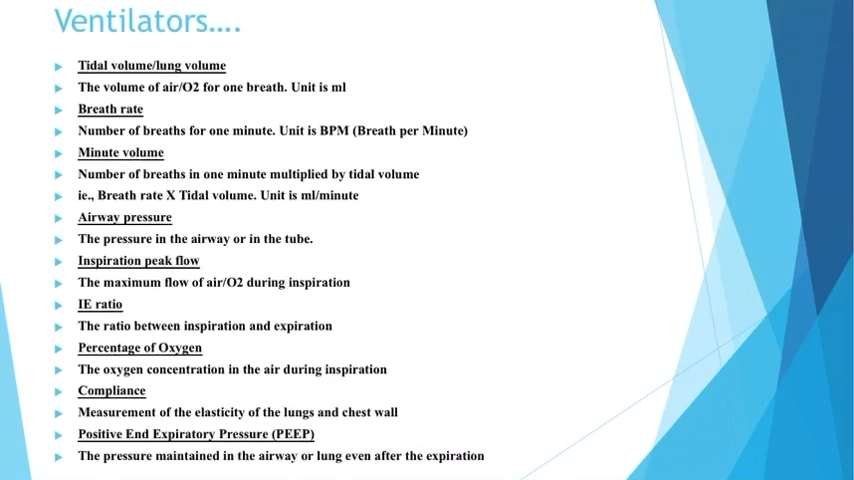 Ventilators....
Tidal volume/lung volume
The volume of air/O2 for one breath. Unit is ml
Breath rate
Number of breaths for one minute. Unit is BPM (Breath per Minute)
Minute volume
Number of breaths in one minute multiplied by tidal volume
ie., Breath rate X Tidal volume. Unit is ml/minute
Airway pressure
The pressure in the airway or in the tube.
Inspiration peak flow
The maximum flow of air/O2 during inspiration
IE ratio
The ratio between inspiration and expiration
Percentage of Oxygen
The oxygen concentration in the air during inspiration
Compliance
Measurement of the elasticity of the lungs and chest wall
Positive End Expiratory Pressure (PEEP)
The pressure maintained in the airway or lung even after the expiration